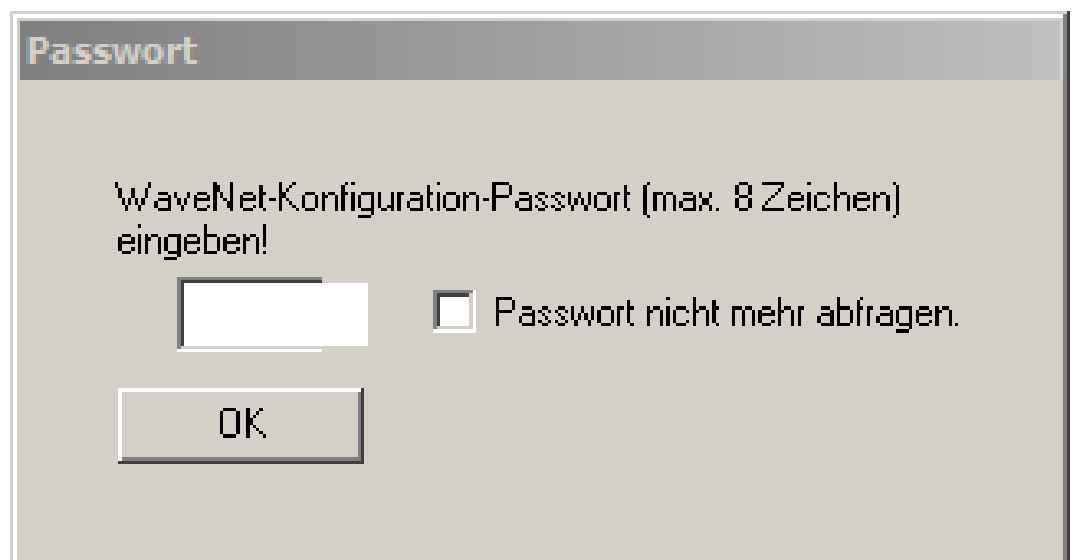 Passwort
WaveNet-Konfiguration-Passwort (max. 8 Zeichen)
eingeben!
Passwort nicht mehr abfragen.
OK